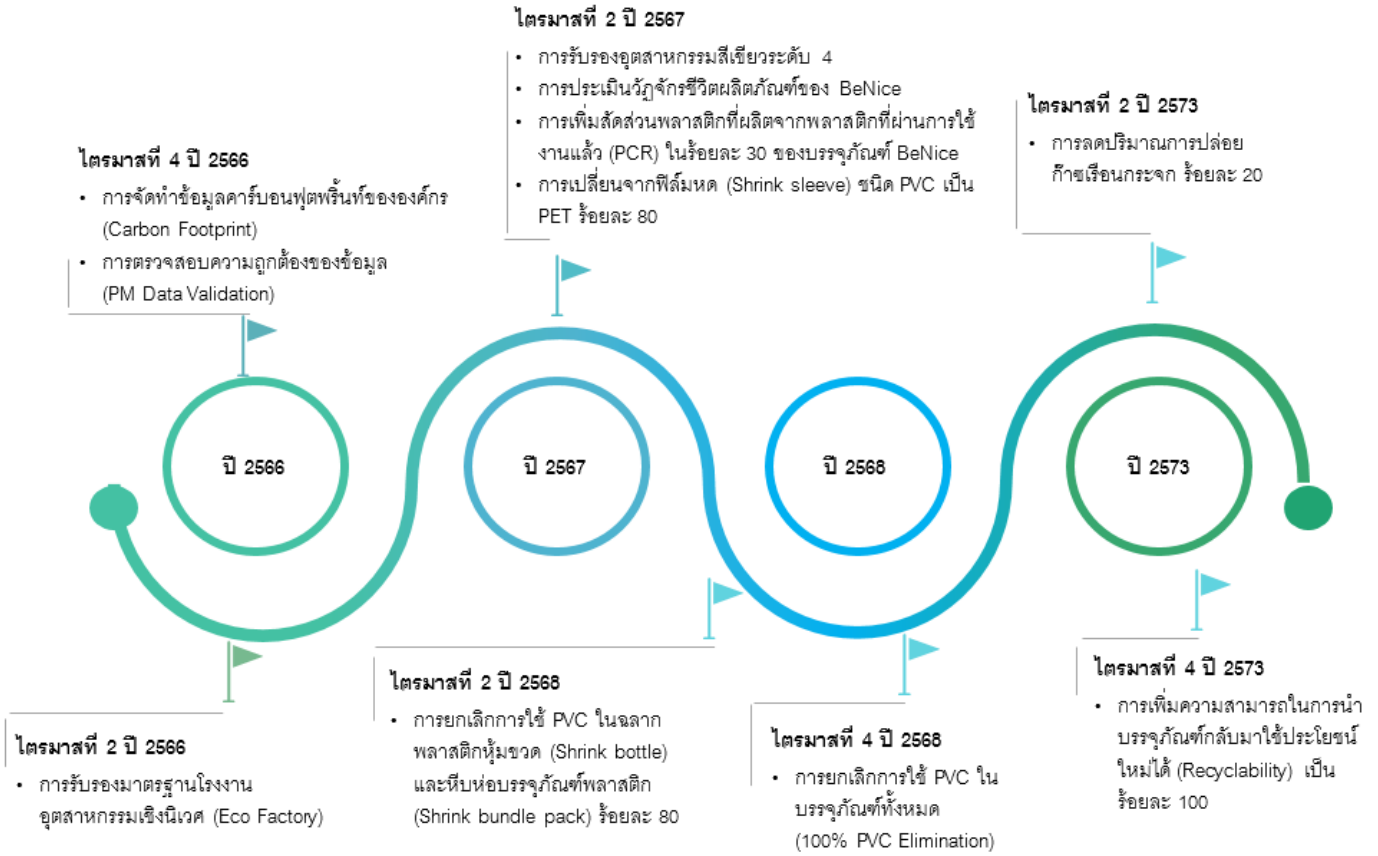 ไตรมาสที่ 2 ปี 2567
• การรับรองอุตสาหกรรมสีเขียวระดับ 4
• การประเมินวัฏจักรชีวิตผลิตภัณฑ์ของ BeNice
• การเพิ่มสัดส่วนพลาสติกที่ผลิตจากพลาสติกที่ผ่านการใช้
งานแล้ว (PCR) ในร้อยละ 30 ของบรรจุภัณฑ์ BeNice
• การเปลี่ยนจากฟิล์มหด (Shrink sleeve) ชนิด PVC เป็น
PET ร้อยละ 80
ไตรมาสที่ 2 ปี 2573
• การลดปริมาณการปล่อย
ก๊าซเรือนกระจก ร้อยละ 20
ไตรมาสที่ 4 ปี 2566
• การจัดทำข้อมูลคาร์บอนฟุตพริ้นท์ขององค์กร
(Carbon Footprint)
• การตรวจสอบความถูกต้องของข้อมูล
(PM Data Validation)
ปี 2566
ปี 2567
ปี 2568
ปี 2573
ไตรมาสที่ 2 ปี 2566
• การรับรองมาตรฐานโรงงาน
อุตสาหกรรมเชิงนิเวศ (Eco Factory)
ไตรมาสที่ 2 ปี 2568
• การยกเลิกการใช้ PVC ในฉลาก
พลาสติกหุ้มขวด (Shrink bottle)
และหีบห่อบรรจุภัณฑ์พลาสติก
(Shrink bundle pack) ร้อยละ 80
ไตรมาสที่ 4 ปี 2568
• การยกเลิกการใช้ PVC ใน
บรรจุภัณฑ์ทั้งหมด
(100% PVC Elimination)
ไตรมาสที่ 4 ปี 2573
• การเพิ่มความสามารถในการนำ
บรรจุภัณฑ์กลับมาใช้ประโยชน์
ใหม่ได้ (Recyclability) เป็น
ร้อยละ 100